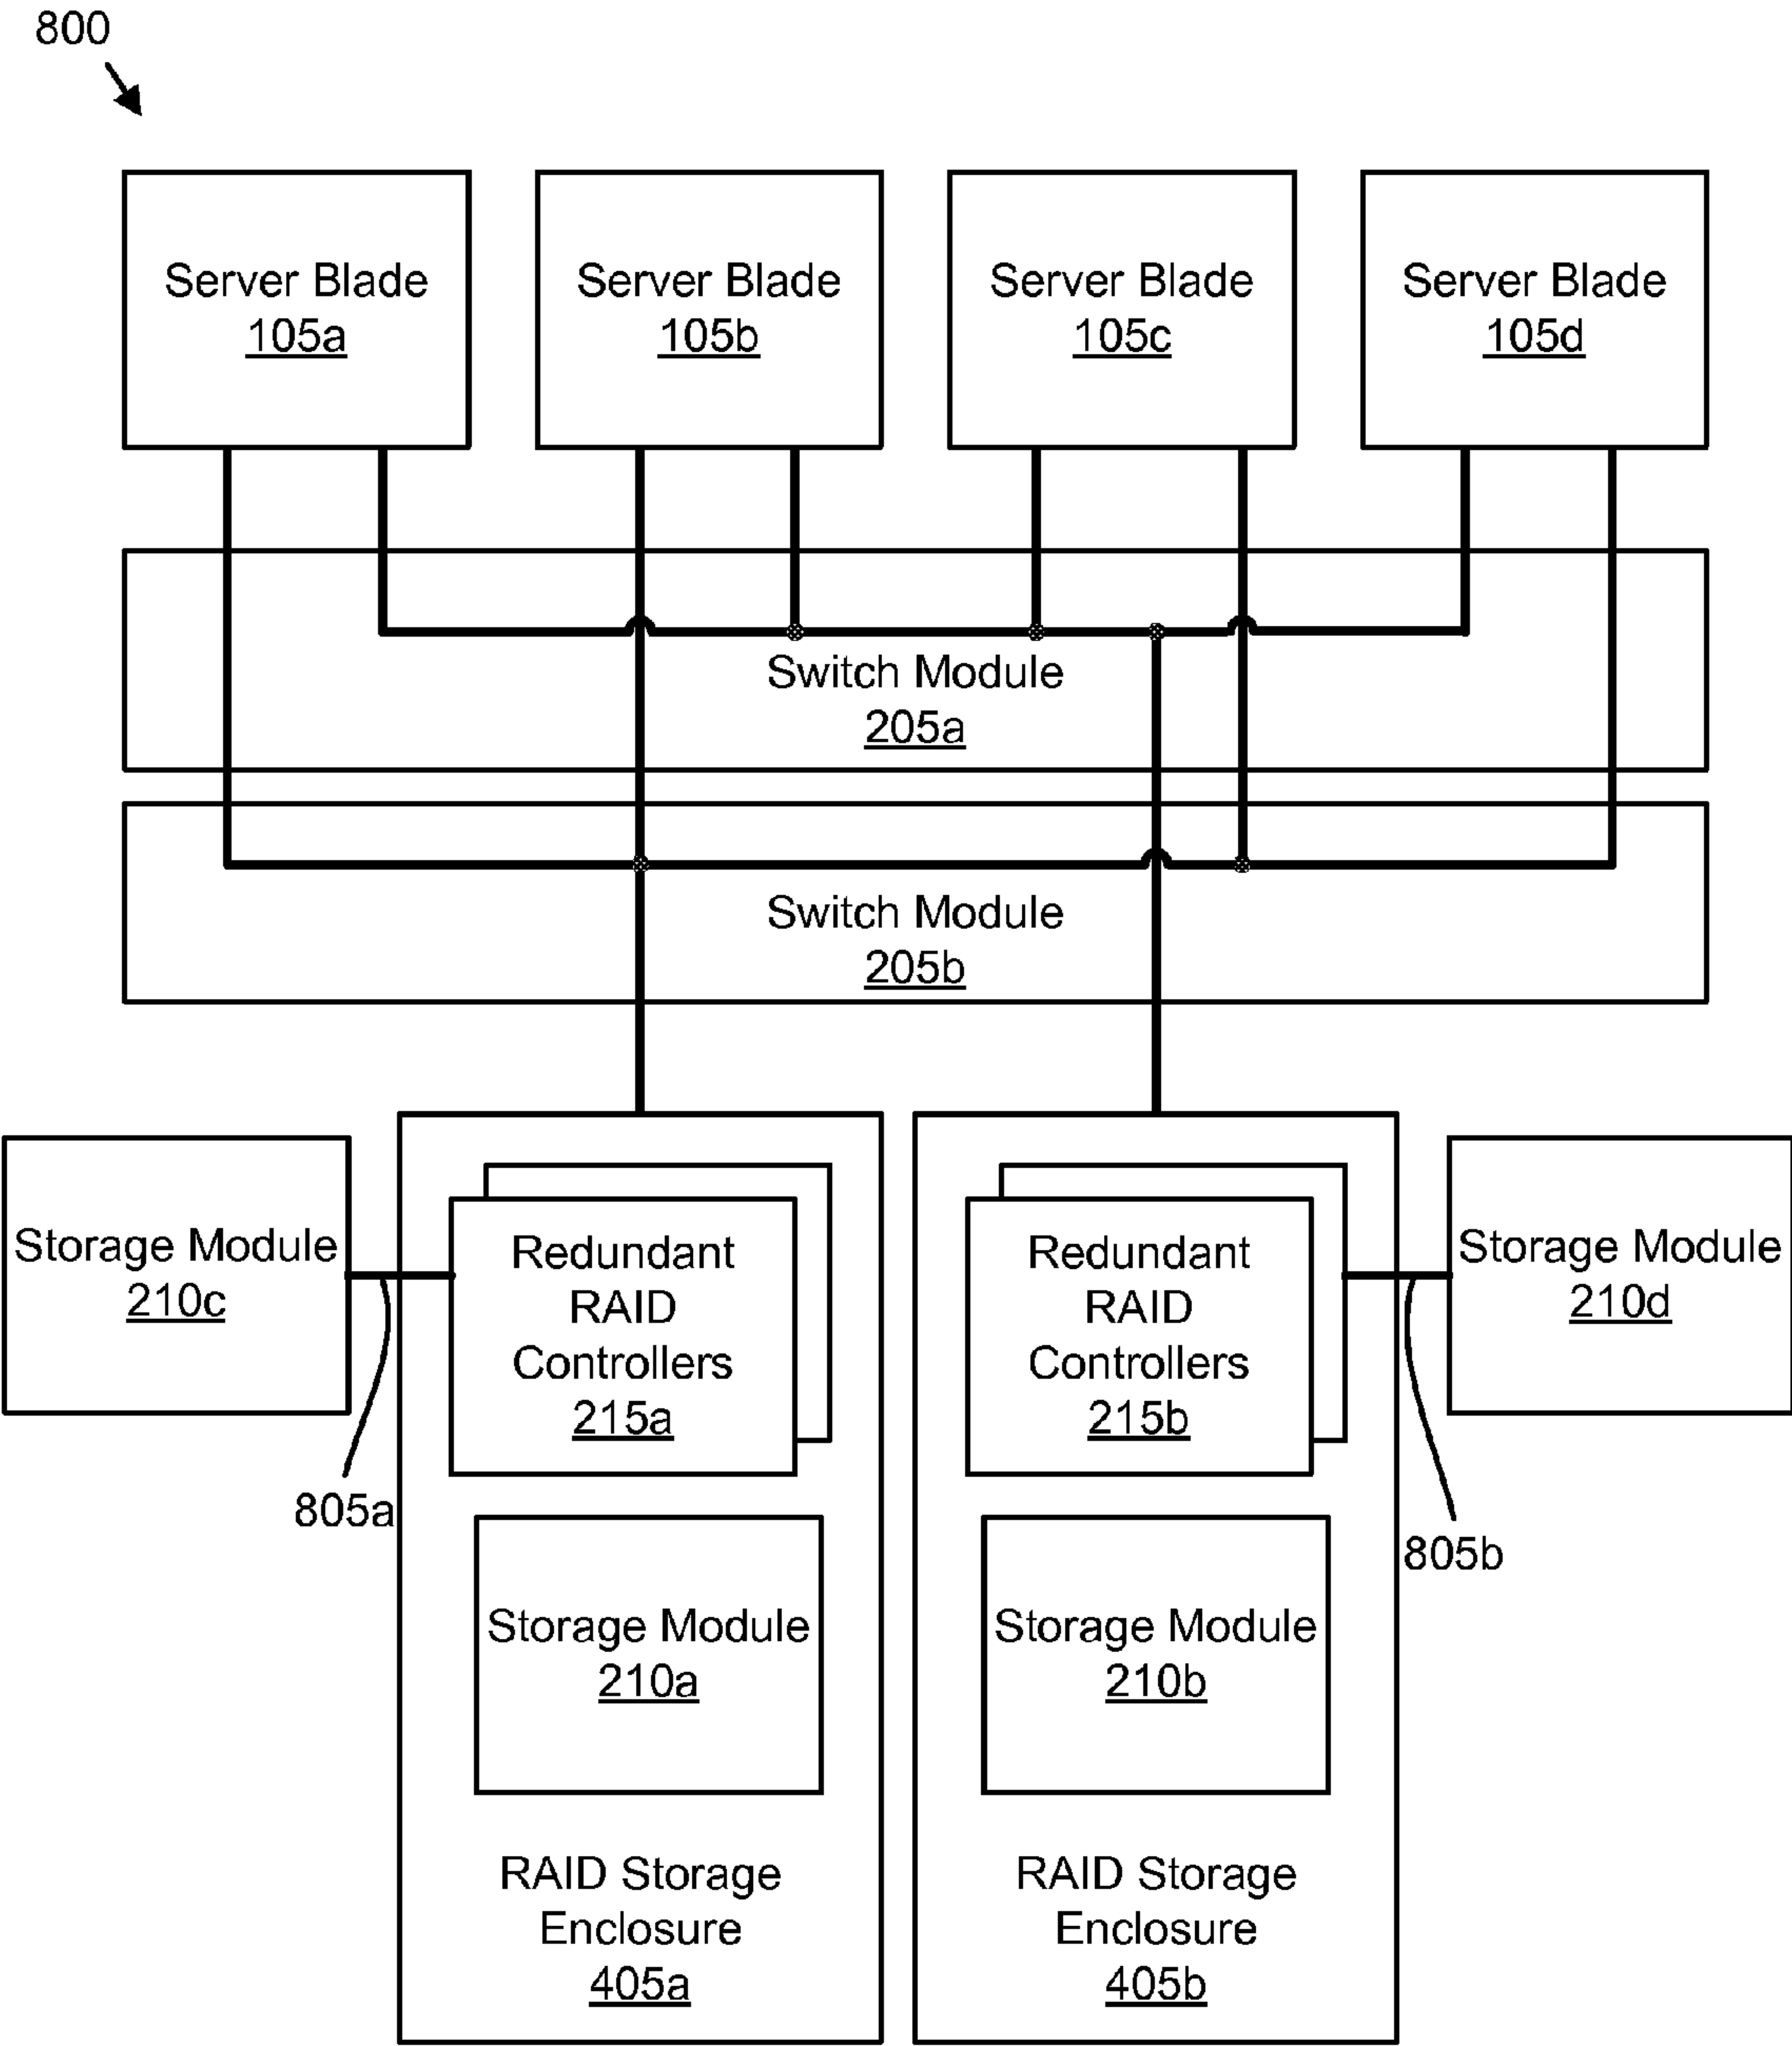 800
Server Blade
105a
Server Blade
105b
Server Blade
105c
Server Blade
105d
Switch Module
205a
Switch Module
205b
Storage Module
210c
Redundant
RAID
Controllers
215a
Redundant
RAID
Controllers
215b
Storage Module
210d
805a
805b
Storage Module
210a
Storage Module
210b
RAID Storage
Enclosure
405a
RAID Storage
Enclosure
405b